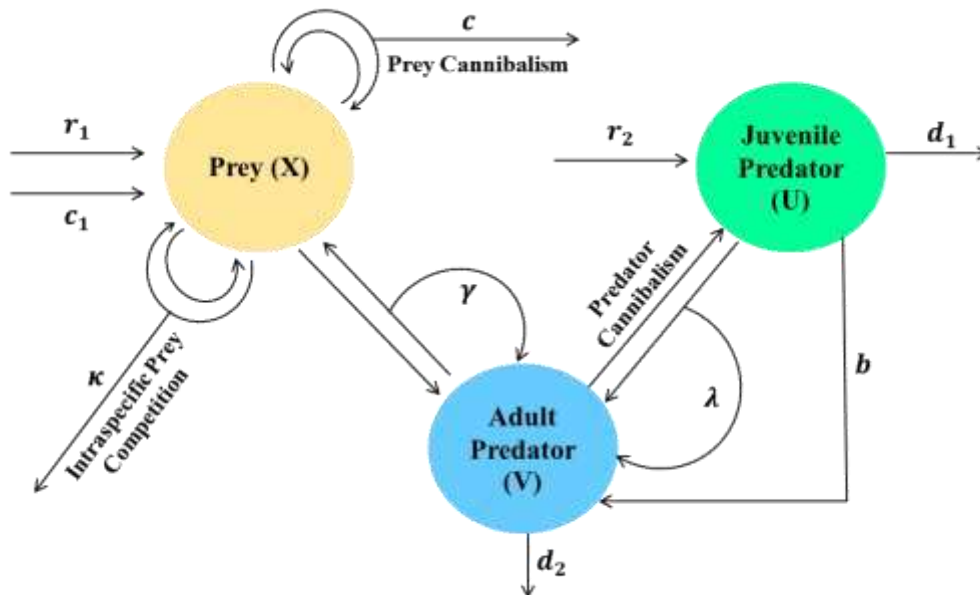 c
Prey Cannibalism
r₁
c₁
Prey (X)
r₂
Juvenile
Predator
(U)
d₁
γ
Predator
Cannibalism
κ
Intraspecific Prey
Competition
λ
b
Adult
Predator
(V)
d₂